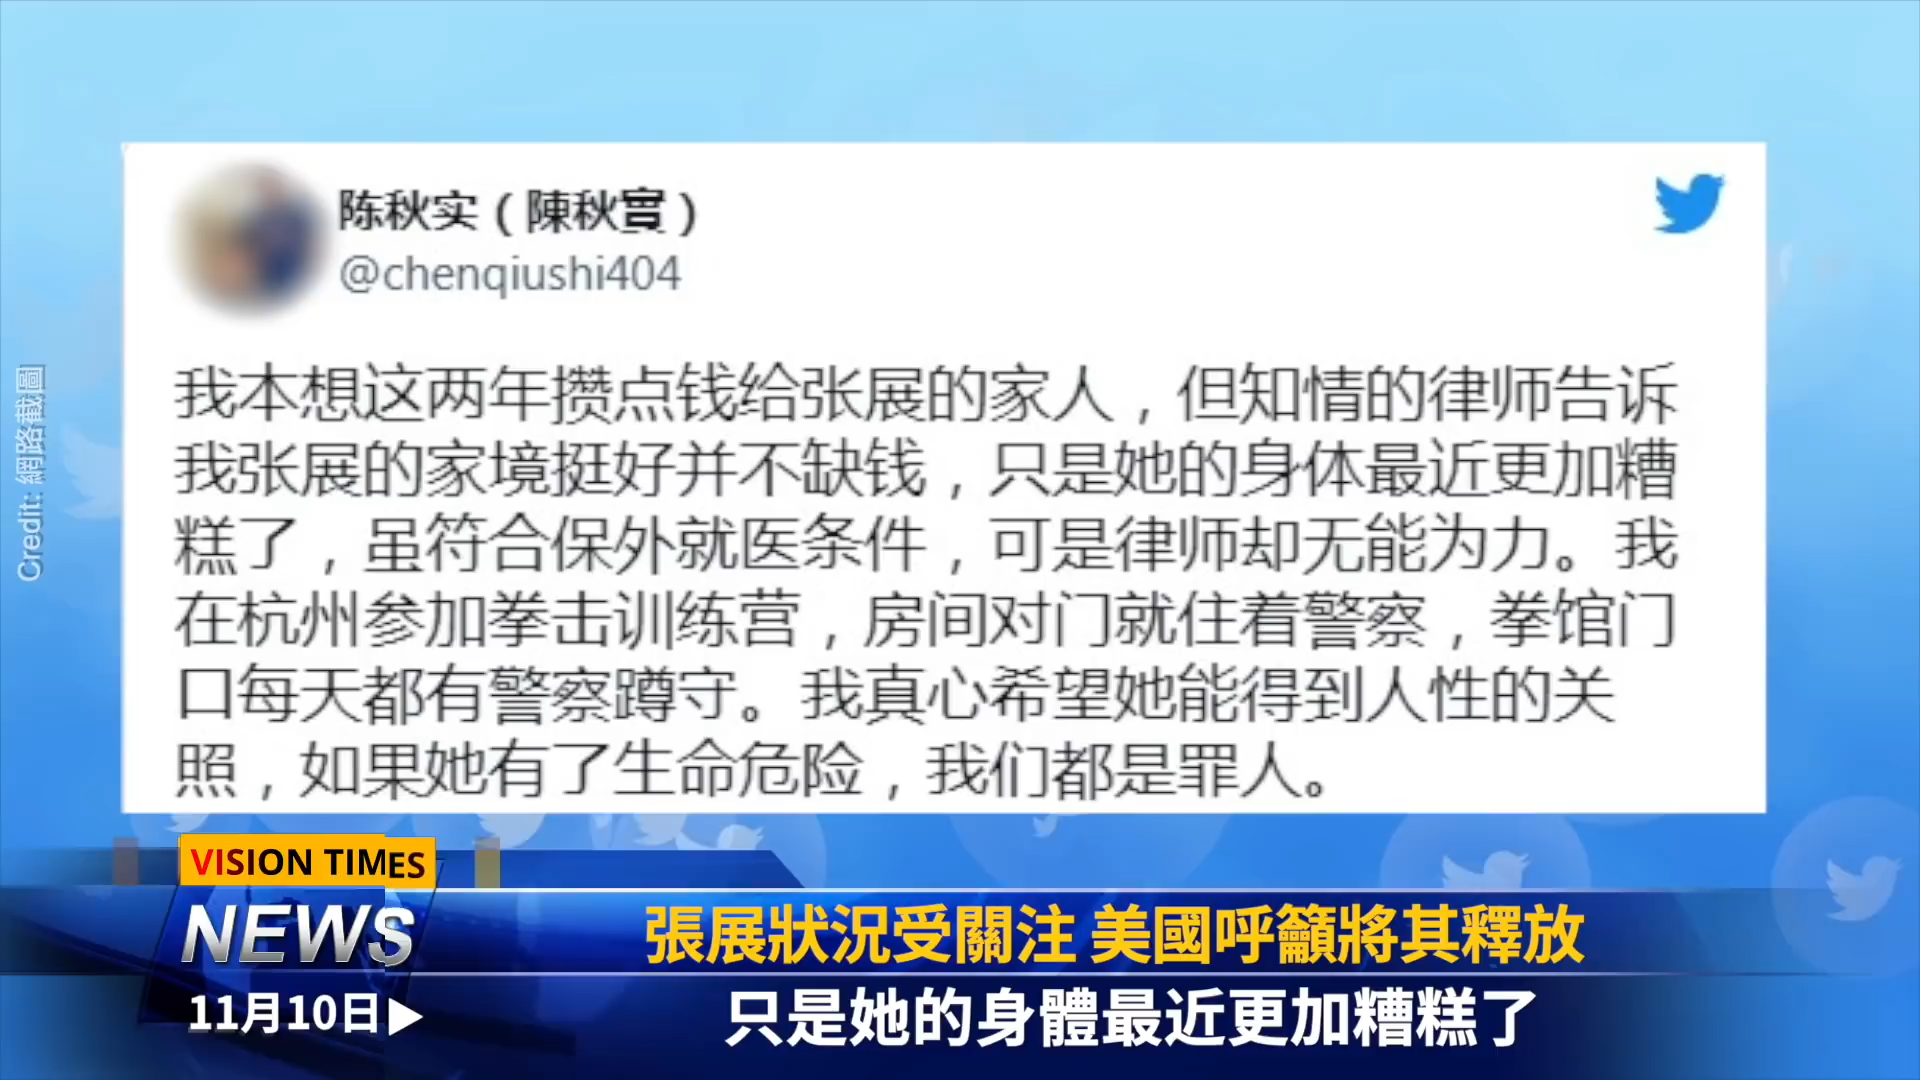 陈秋实（陳秋實）
@chenqiushi404
我本想这两年攒点钱给张展的家人，但知情的律师告诉
我张展的家境挺好并不缺钱，只是她的身体最近更加糟
糕了，虽符合保外就医条件，可是律师却无能为力。我
在杭州参加拳击训练营，房间对门就住着警察，拳馆门
口每天都有警察蹲守。我真心希望她能得到人性的关
照，如果她有了生命危险，我们都是罪人。
Credit: 網路截圖
VISION TIMES
NEWS
張展狀況受關注 美國呼籲將其釋放
11月10日
只是她的身體最近更加糟糕了